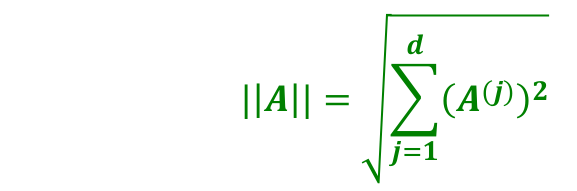 ||A|| = √∑_{j=1}^{d} (A^{(j)})^2